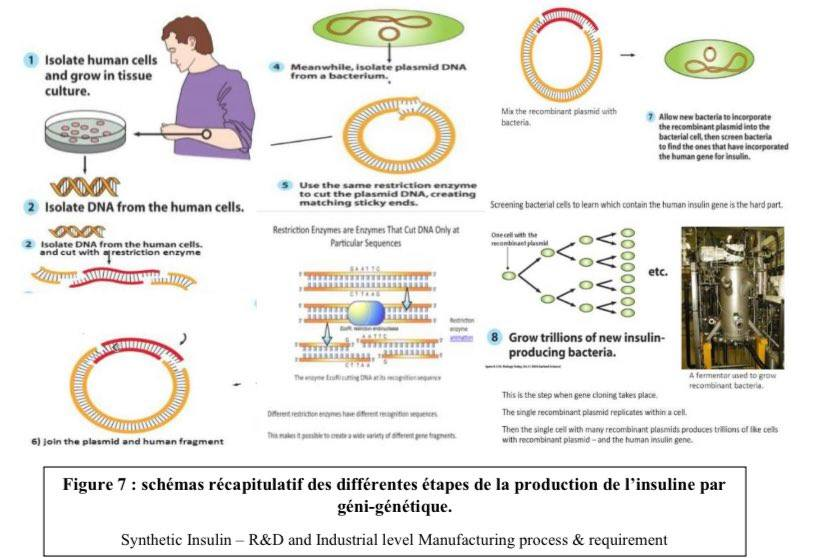 1 Isolate human cells
and grow in tissue
culture.
2 Isolate DNA from the human cells.
2 Isolate DNA from the human cells.
and cut with a restriction enzyme
6) join the plasmid and human fragment
4 Meanwhile, isolate plasmid DNA
from a bacterium.
5 Use the same restriction enzyme
to cut the plasmid DNA, creating
matching sticky ends.
Restriction Enzymes are Enzymes That Cut DNA Only at
Particular Sequences
G A A T T C
C T T A A G
EcoRI, restriction endonuclease
Restriction
enzyme
animation
The enzyme EcoRI cutting DNA at its recognition sequence
Different restriction enzymes have different recognition sequences.
This makes it possible to create a wide variety of different gene fragments.
Mix the recombinant plasmid with
bacteria.
7 Allow new bacteria to incorporate
the recombinant plasmid into the
bacterial cell, then screen bacteria
to find the ones that have incorporated
the human gene for insulin.
Screening bacterial cells to learn which contain the human insulin gene is the hard part.
One cell with the
recombinant plasmid
etc.
8 Grow trillions of new insulin-
producing bacteria.
A fermentor used to grow
recombinant bacteria.
This is the step when gene cloning takes place.
The single recombinant plasmid replicates within a cell.
Then the single cell with many recombinant plasmids produces trillions of like cells
with recombinant plasmid – and the human insulin gene.
Figure 7 : schémas récapitulatif des différentes étapes de la production de l’insuline par
géni-génétique.
Synthetic Insulin – R&D and Industrial level Manufacturing process & requirement